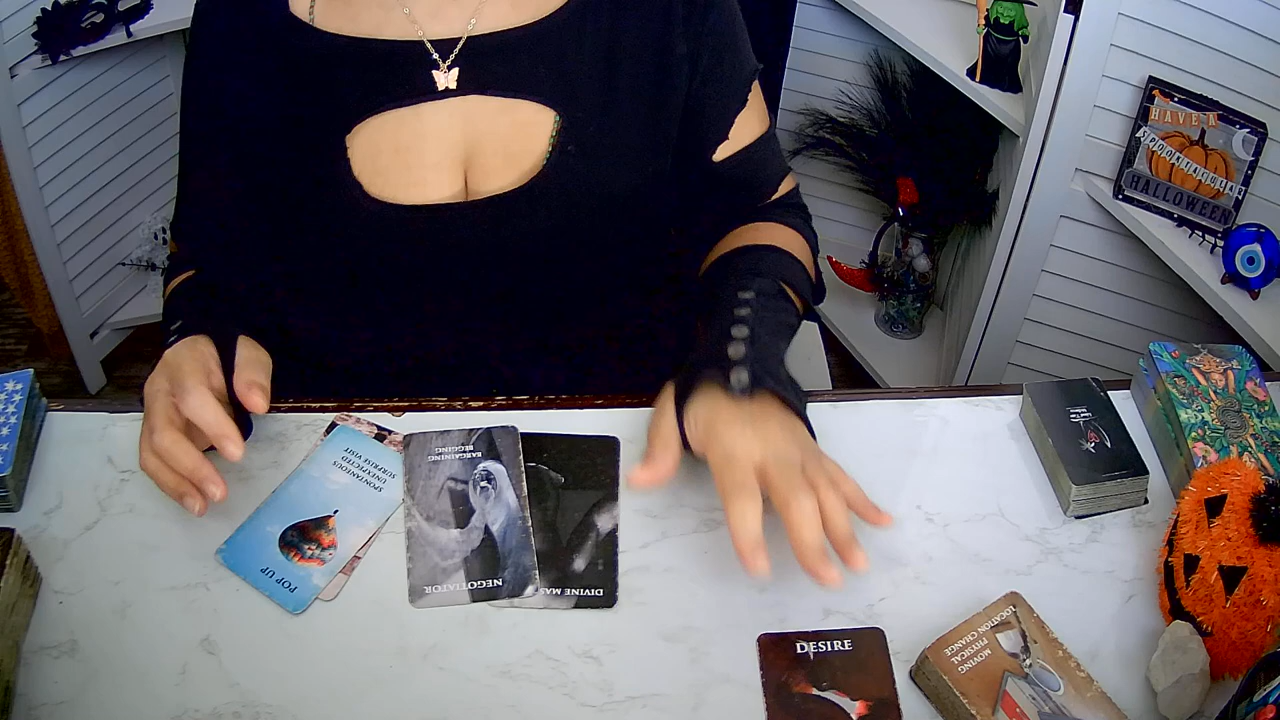 HAVE A
SPOOKTACULAR
HALLOWEEN
SPONTANEOUS
UNEXPECTED
SURPRISE VISIT
POP UP
BARGAINING
BEGGING
NEGOTIATOR
DIVINE MAS
DESIRE
MOVING
PHYSICAL
LOCATION CHANGE